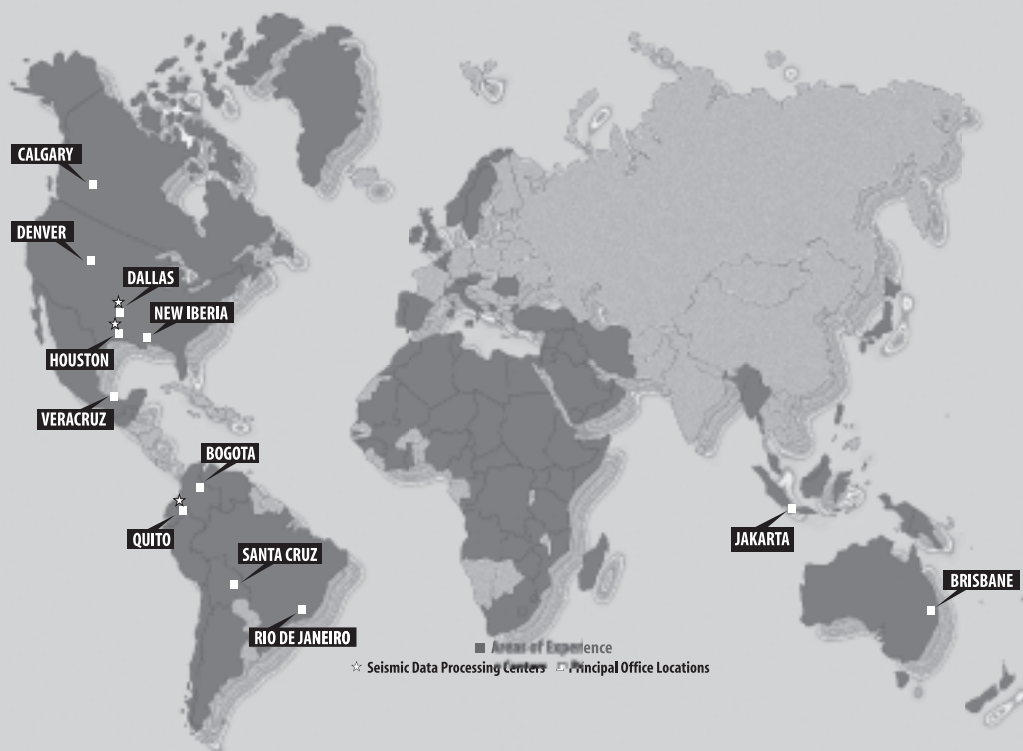 CALGARY
DENVER
DALLAS
NEW IBERIA
HOUSTON
VERACRUZ
BOGOTA
QUITO
SANTA CRUZ
RIO DE JANEIRO
JAKARTA
BRISBANE
Areas of Experience
Seismic Data Processing Centers Principal Office Locations